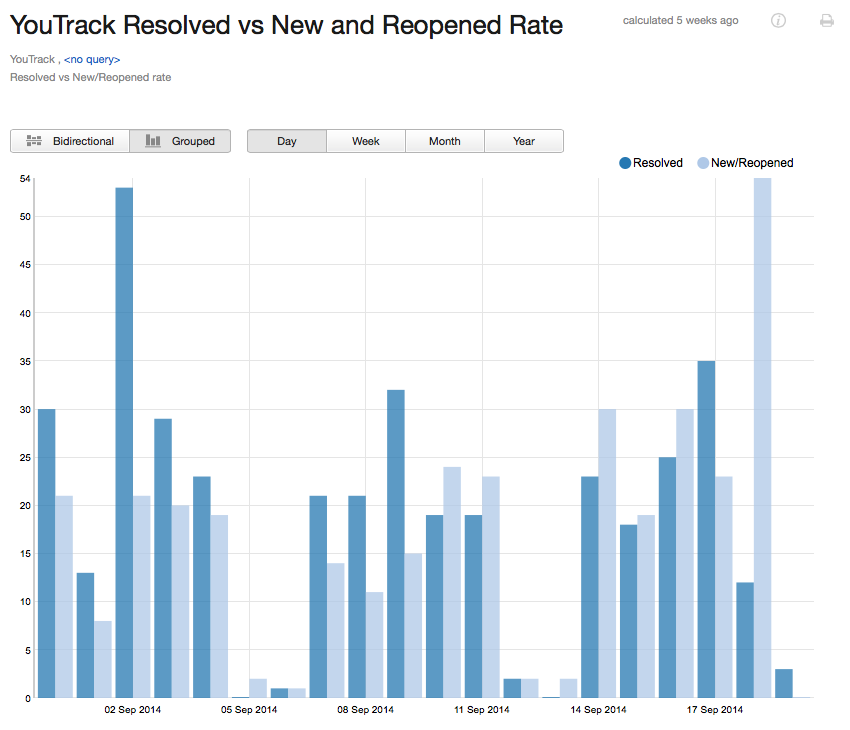 YouTrack Resolved vs New and Reopened Rate
calculated 5 weeks ago
YouTrack , <no query>
Resolved vs New/Reopened rate
Bidirectional Grouped Day Week Month Year
Resolved New/Reopened
54
50
45
40
35
30
25
20
15
10
5
0
02 Sep 2014 05 Sep 2014 08 Sep 2014 11 Sep 2014 14 Sep 2014 17 Sep 2014